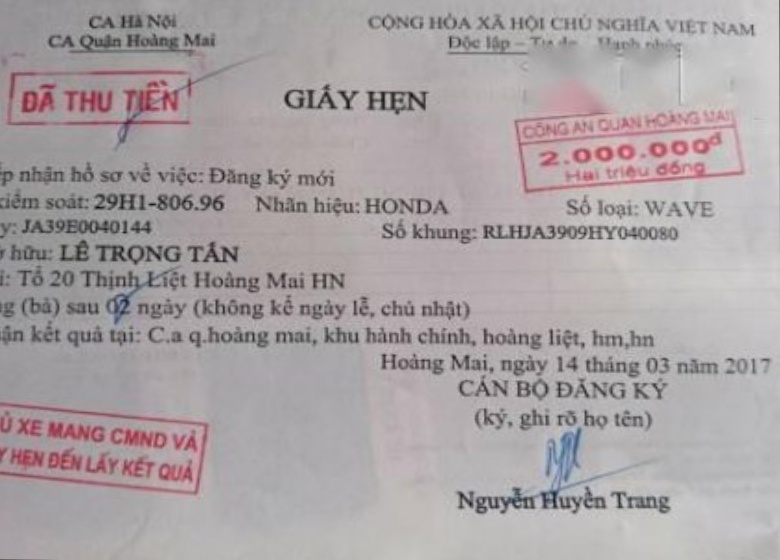 CA Hà Nội
CA Quận Hoàng Mai
CỘNG HÒA XÃ HỘI CHỦ NGHĨA VIỆT NAM
Độc lập – Tự do – Hạnh phúc
ĐÃ THU TIỀN
GIẤY HẸN
CÔNG AN QUAN HOÀNG MAI
2.000.000đ
Hai triệu đồng
ếp nhận hồ sơ về việc: Đăng ký mới
kiểm soát: 29H1-806.96 Nhãn hiệu: HONDA Số loại: WAVE
y: JA39E0040144 Số khung: RLHJA3909HY040080
ở hữu: LÊ TRỌNG TẤN
i: Tổ 20 Thịnh Liệt Hoàng Mai HN
g (bà) sau 02 ngày (không kể ngày lễ, chủ nhật)
ận kết quả tại: C.a q.hoàng mai, khu hành chính, hoàng liệt, hm,hn
Hoàng Mai, ngày 14 tháng 03 năm 2017
CÁN BỘ ĐĂNG KÝ
(ký, ghi rõ họ tên)
Ủ XE MANG CMND VÀ
Y HẸN ĐẾN LẤY KẾT QUẢ
Nguyễn Huyền Trang